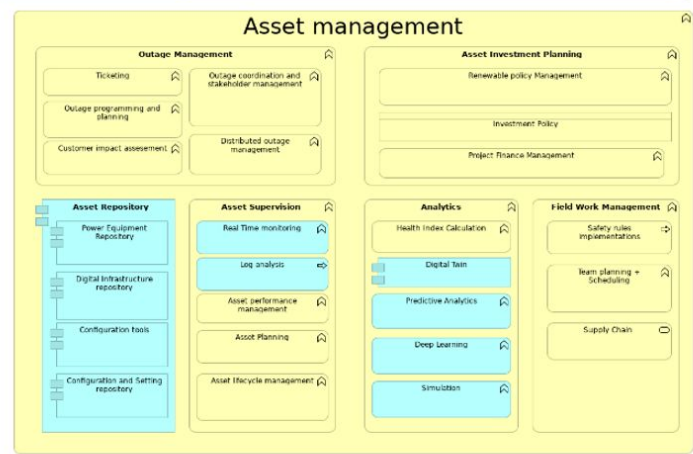 Asset management
Outage Management
Ticketing
Outage coordination and
stakeholder management
Outage programming and
planning
Customer impact assesement
Distributed outage
management
Asset Investment Planning
Renewable policy Management
Investment Policy
Project Finance Management
Asset Repository
Power Equipment
Repository
Digital Infrastructure
repository
Configuration tools
Configuration and Setting
repository
Asset Supervision
Real Time monitoring
Log analysis
Asset performance
management
Asset Planning
Asset lifecycle management
Analytics
Health Index Calculation
Digital Twin
Predictive Analytics
Deep Learning
Simulation
Field Work Management
Safety rules
implementations
Team planning +
Scheduling
Supply Chain